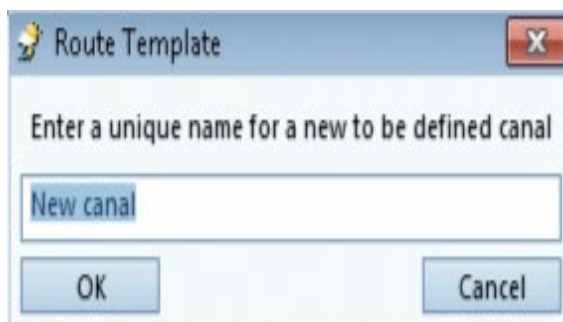 Route Template
Enter a unique name for a new to be defined canal
New canal
OK
Cancel